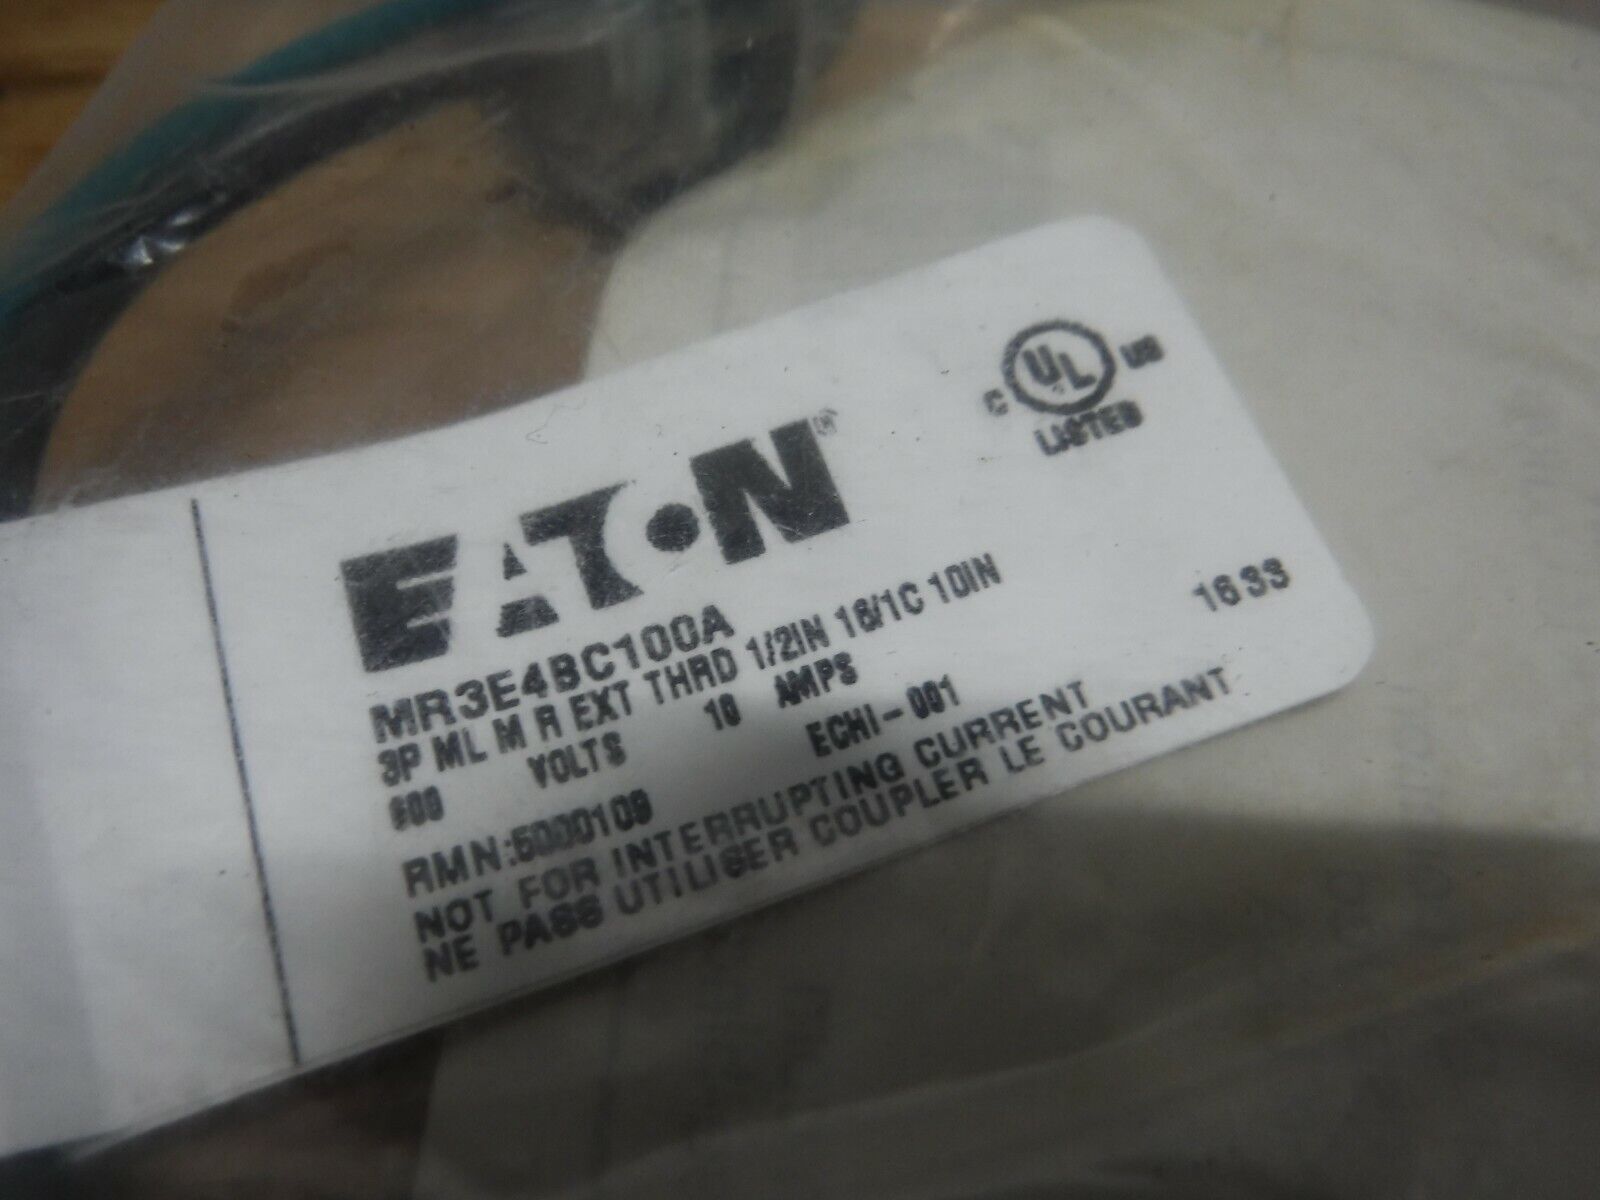 C UL US
LISTED
EATON®
MR3E4BC100A
3P ML M R EXT THRD 1/2IN 16/1C 10IN
600 VOLTS 10 AMPS
1633
RMN:5000109 ECHI-001
NOT FOR INTERRUPTING CURRENT
NE PASS UTILISER COUPLER LE COURANT